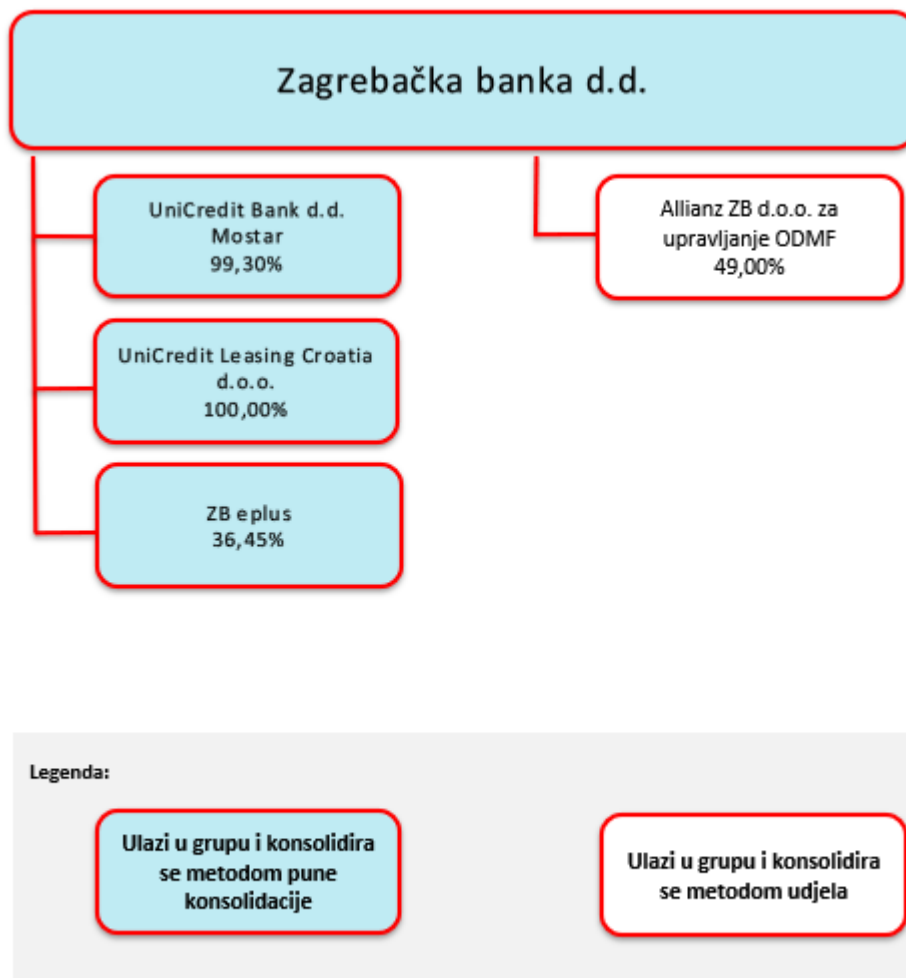 Zagrebačka banka d.d.
UniCredit Bank d.d.
Mostar
99,30%
Allianz ZB d.o.o. za
upravljanje ODMF
49,00%
UniCredit Leasing Croatia
d.o.o.
100,00%
ZB eplus
36,45%
Legenda:
Ulazi u grupu i konsolidira
se metodom pune
konsolidacije
Ulazi u grupu i konsolidira
se metodom udjela